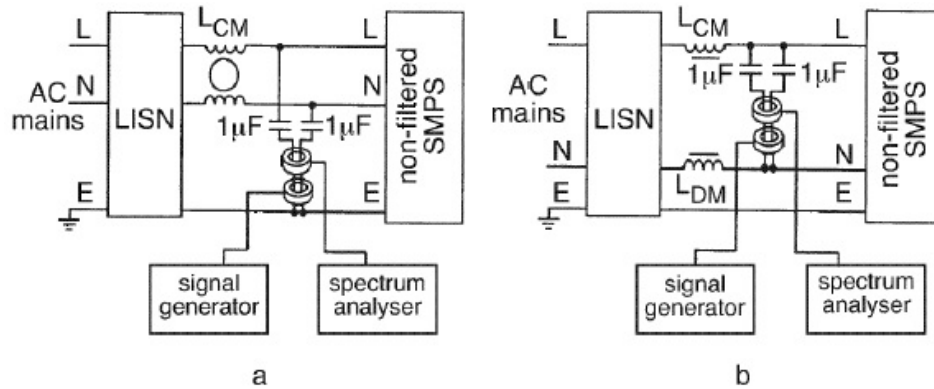 L_CM
L
L
N
N
AC
mains
LISN
1μF
1μF
non-filtered
SMPS
E
E
signal
generator
spectrum
analyser
a
L_CM
L
L
1μF
1μF
AC
mains
LISN
non-filtered
SMPS
N
N
E
E
L_DM
signal
generator
spectrum
analyser
b